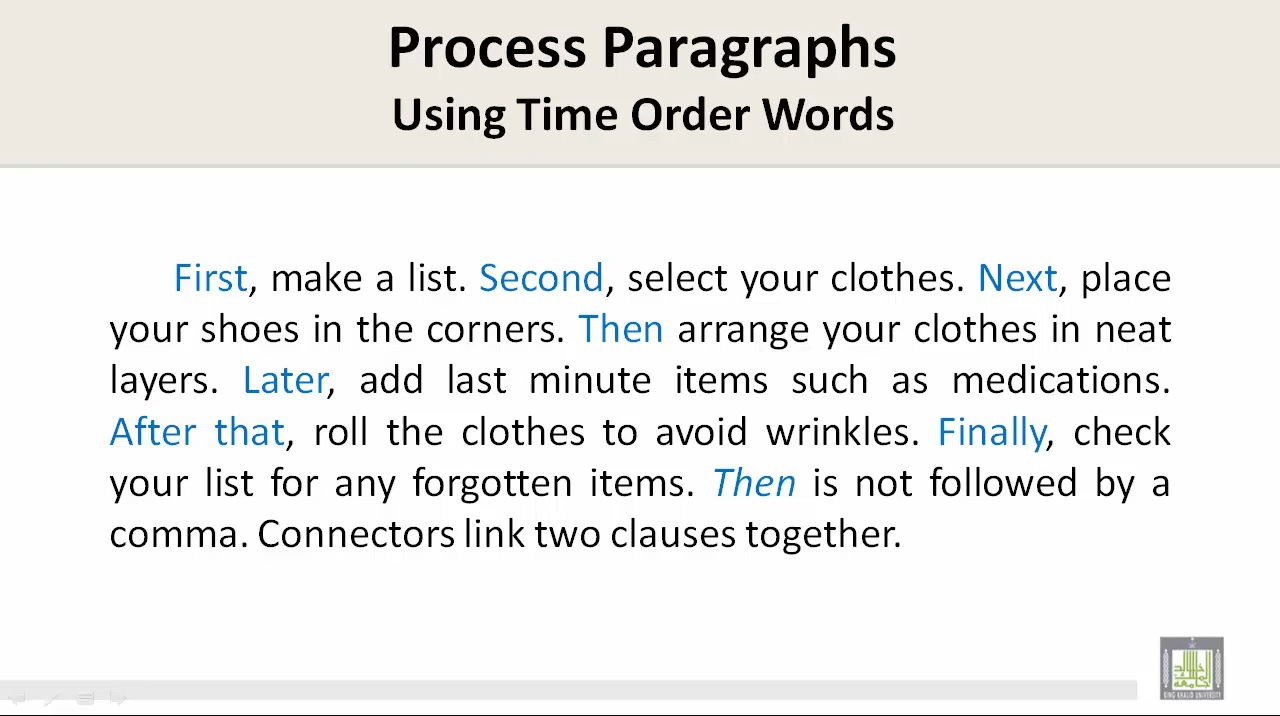 Process Paragraphs
Using Time Order Words
First, make a list. Second, select your clothes. Next, place
your shoes in the corners. Then arrange your clothes in neat
layers. Later, add last minute items such as medications.
After that, roll the clothes to avoid wrinkles. Finally, check
your list for any forgotten items. Then is not followed by a
comma. Connectors link two clauses together.
KING KHALID UNIVERSITY